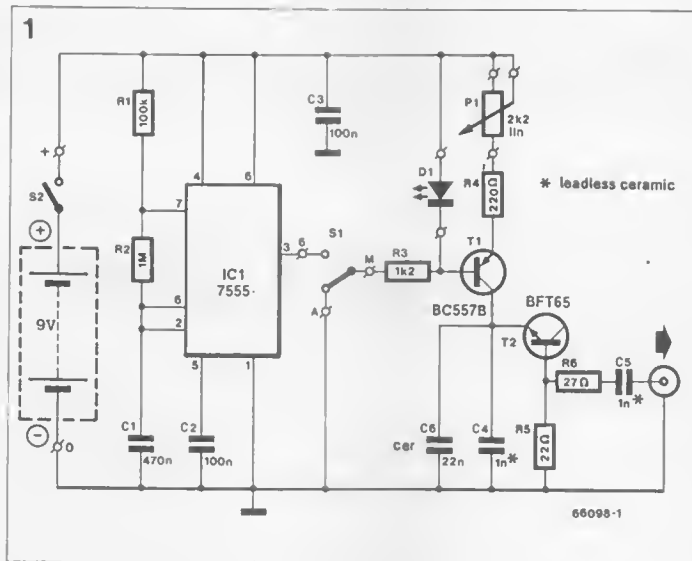 1
R1
100k
C3
100n
P1
2k2
lin
+
S2
4
6
D1
R4
220Ω
* leadless ceramic
7
R2
1M
IC1
7555
3
6
S1
M
R3
1k2
T1
BC557B
BFT65
9V
6
2
A
T2
R6
27Ω
C5
1n*
5
1
0
C1
470n
C2
100n
C6
cer
22n
C4
1n*
R5
22Ω
66098-1